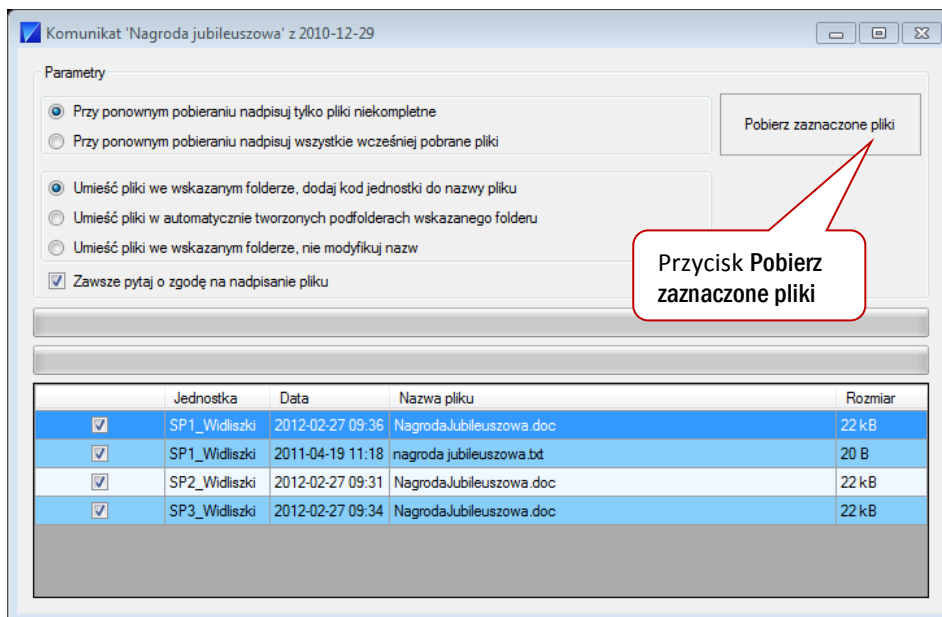 Komunikat 'Nagroda jubileuszowa' z 2010-12-29
Parametry
Przy ponownym pobieraniu nadpisuj tylko pliki niekompletne
Przy ponownym pobieraniu nadpisuj wszystkie wcześniej pobrane pliki
Pobierz zaznaczone pliki
Umieść pliki we wskazanym folderze, dodaj kod jednostki do nazwy pliku
Umieść pliki w automatycznie tworzonych podfolderach wskazanego folderu
Umieść pliki we wskazanym folderze, nie modyfikuj nazw
Zawsze pytaj o zgodę na nadpisanie pliku
Przycisk Pobierz
zaznaczone pliki
Jednostka Data Nazwa pliku Rozmiar
SP1_Widliszki 2012-02-27 09:36 NagrodaJubileuszowa.doc 22 kB
SP1_Widliszki 2011-04-19 11:18 nagroda jubileuszowa.txt 20 B
SP2_Widliszki 2012-02-27 09:31 NagrodaJubileuszowa.doc 22 kB
SP3_Widliszki 2012-02-27 09:34 NagrodaJubileuszowa.doc 22 kB